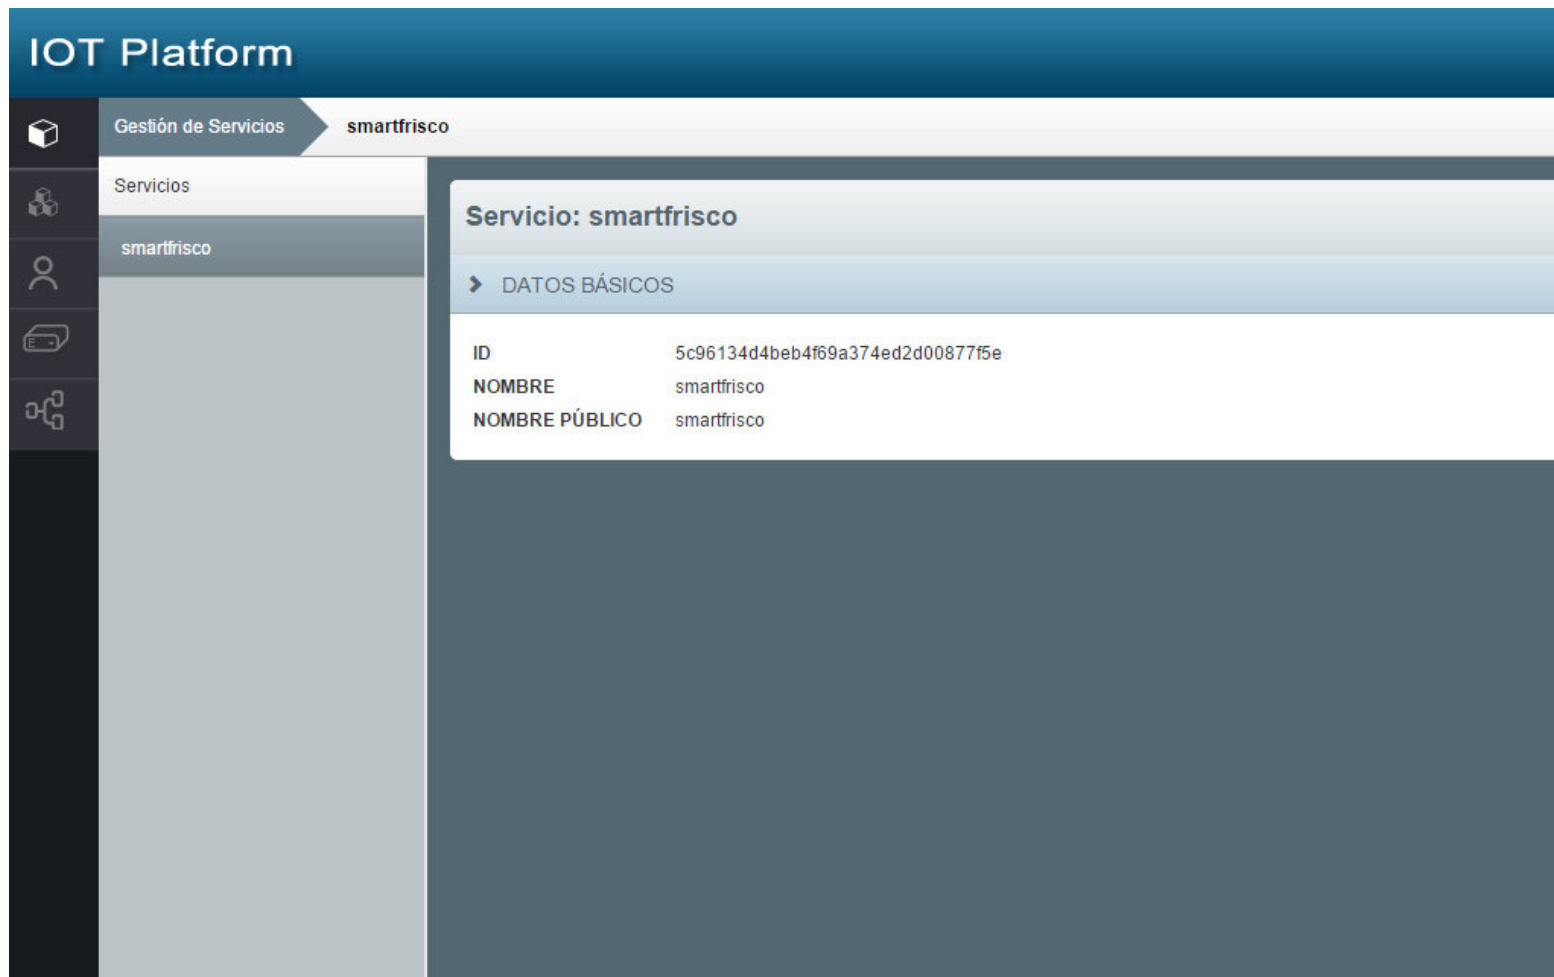 IOT Platform
Gestión de Servicios
smartfrisco
Servicios
smartfrisco
Servicio: smartfrisco
DATOS BÁSICOS
ID 5c96134d4beb4f69a374ed2d00877f5e
NOMBRE smartfrisco
NOMBRE PÚBLICO smartfrisco